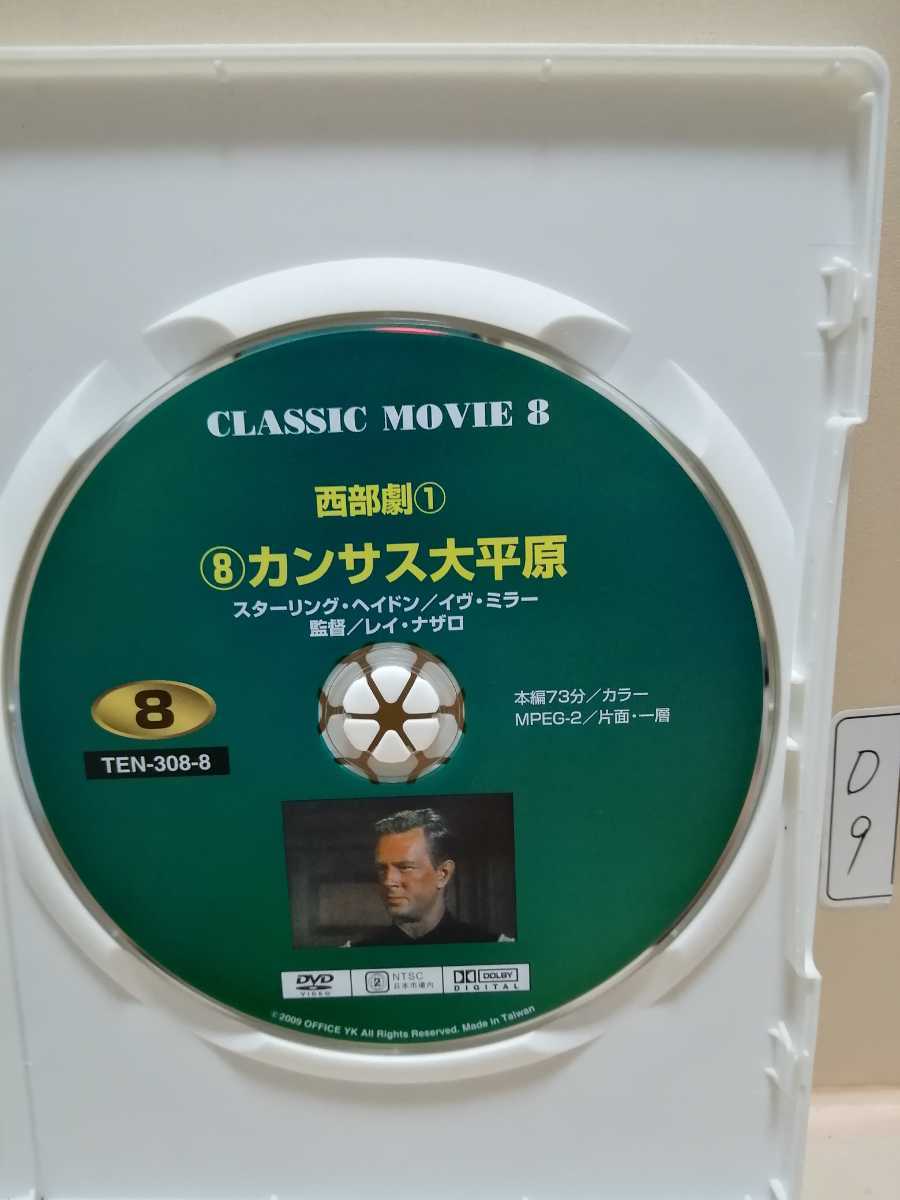 CLASSIC MOVIE 8
西部劇①
⑧カンサス大平原
スターリング・ヘイドン／イヴ・ミラー
監督／レイ・ナザロ
8
TEN-308-8
本編73分／カラー
MPEG-2／片面・一層
DVD
VIDEO
2
NTSC
日本市場内
DOLBY
DIGITAL
©2009 OFFICE YK All Rights Reserved. Made in Taiwan
D
9